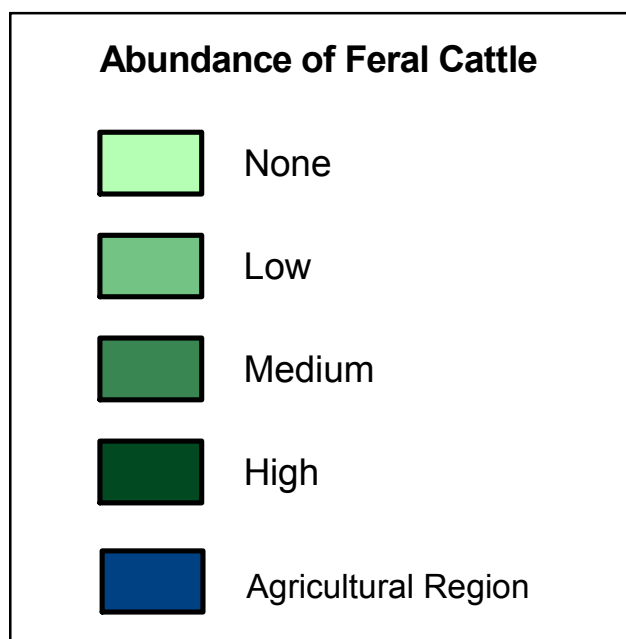 Abundance of Feral Cattle
None
Low
Medium
High
Agricultural Region